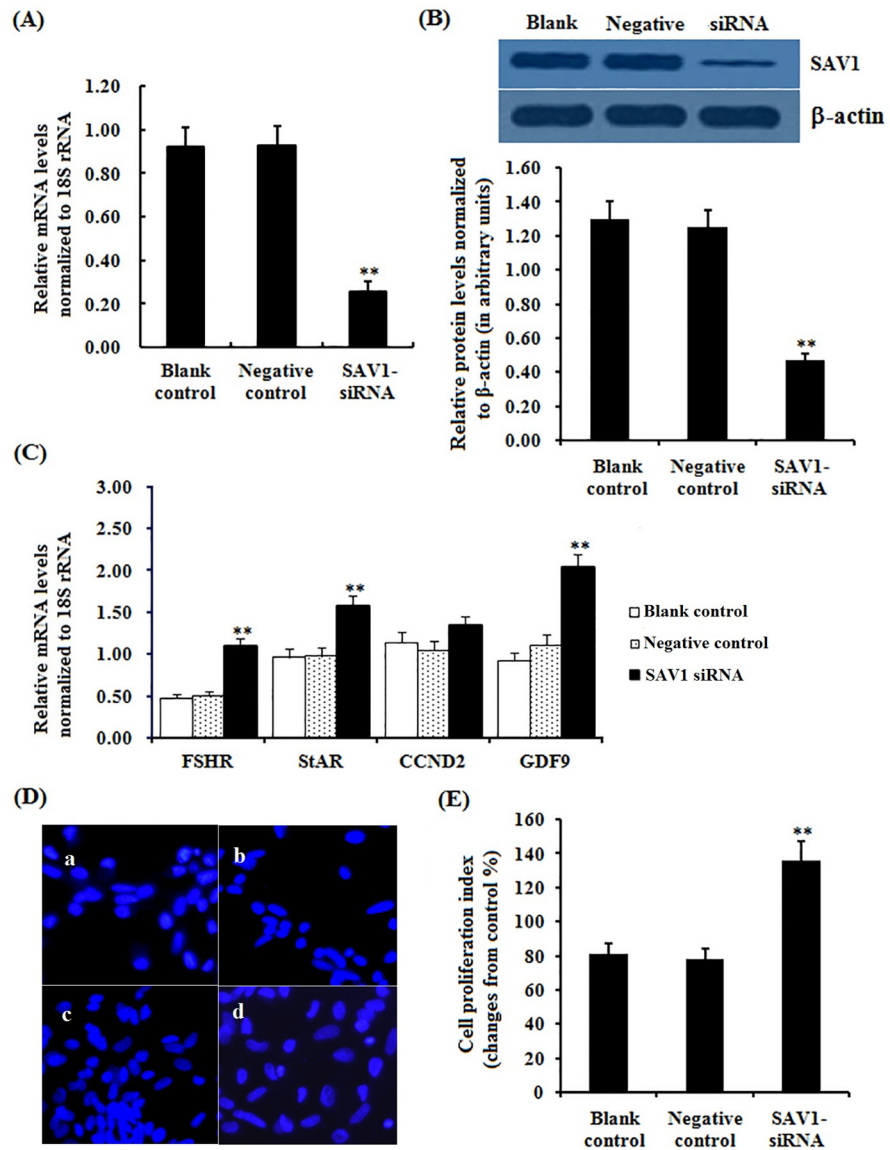 (A)
Relative mRNA levels
normalized to 18S rRNA
1.20
1.00
0.80
0.60
0.40
0.20
0.00
**
Blank
control
Negative
control
SAV1-
siRNA
(B)
Blank Negative siRNA
SAV1
β-actin
Relative protein levels normalized
to β-actin (in arbitrary units)
1.60
1.40
1.20
1.00
0.80
0.60
0.40
0.20
0.00
**
Blank
control
Negative
control
SAV1-
siRNA
(C)
Relative mRNA levels
normalized to 18S rRNA
3.00
2.50
2.00
1.50
1.00
0.50
0.00
**
**
**
FSHR StAR CCND2 GDF9
Blank control
Negative control
SAV1 siRNA
(D)
a
b
c
d
(E)
Cell proliferation index
(changes from control %)
160
140
120
100
80
60
40
20
0
**
Blank
control
Negative
control
SAV1-
siRNA